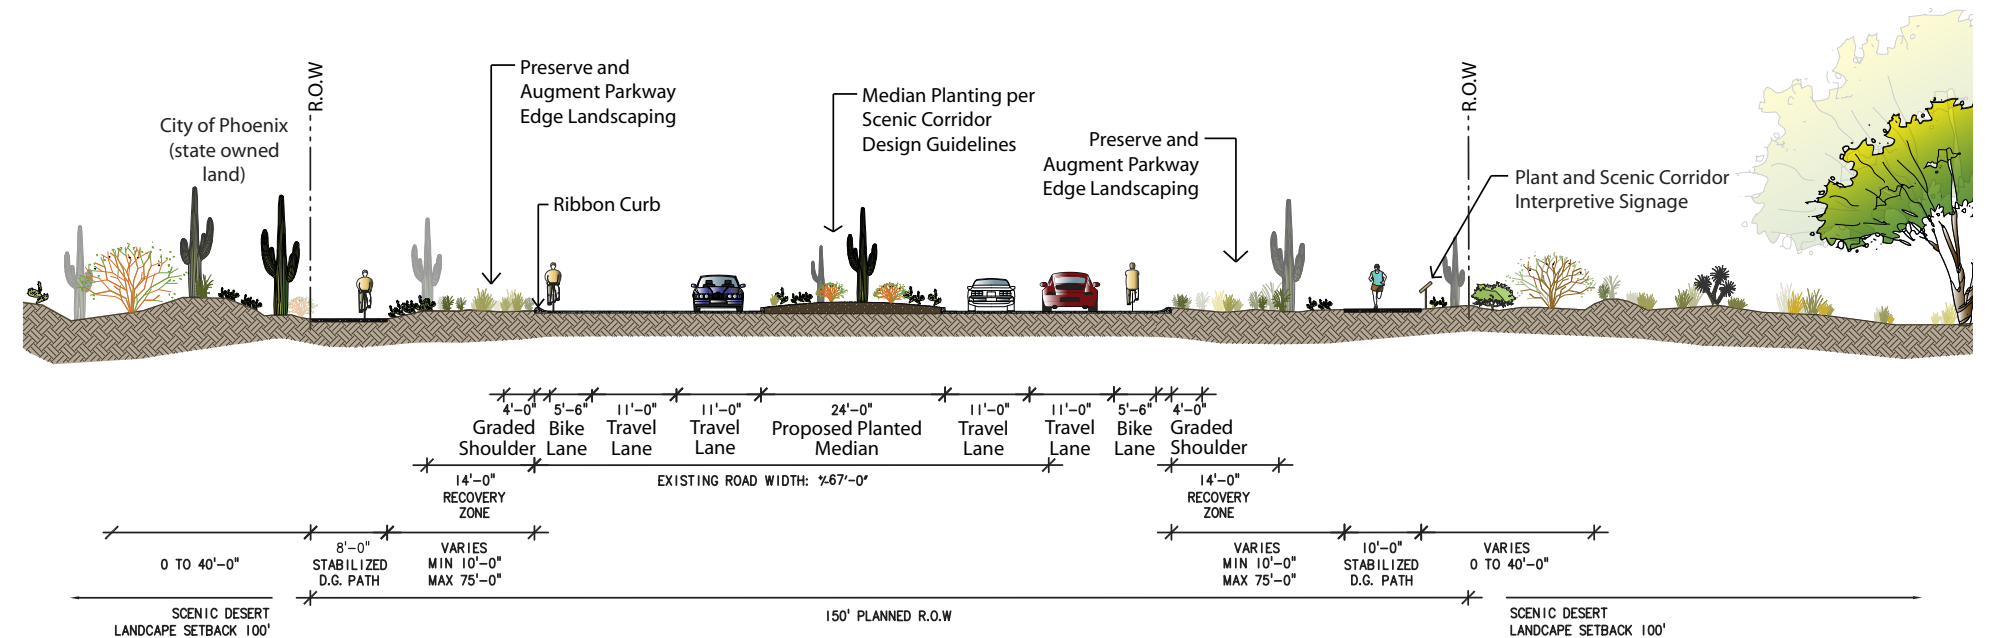 R.O.W
Preserve and
Augment Parkway
Edge Landscaping
City of Phoenix
(state owned
land)
Ribbon Curb
Median Planting per
Scenic Corridor
Design Guidelines
Preserve and
Augment Parkway
Edge Landscaping
R.O.W
Plant and Scenic Corridor
Interpretive Signage
4'-0" 5'-6" 11'-0" 11'-0" 24'-0" 11'-0" 11'-0" 5'-6" 4'-0"
Graded Bike Travel Travel Proposed Planted Travel Travel Bike Graded
Shoulder Lane Lane Lane Median Lane Lane Lane Shoulder
14'-0"
RECOVERY
ZONE
EXISTING ROAD WIDTH: +/-67'-0"
14'-0"
RECOVERY
ZONE
0 TO 40'-0"
8'-0"
STABILIZED
D.G. PATH
VARIES
MIN 10'-0"
MAX 75'-0"
VARIES
MIN 10'-0"
MAX 75'-0"
10'-0"
STABILIZED
D.G. PATH
VARIES
0 TO 40'-0"
SCENIC DESERT
LANDSCAPE SETBACK 100'
150' PLANNED R.O.W
SCENIC DESERT
LANDSCAPE SETBACK 100'